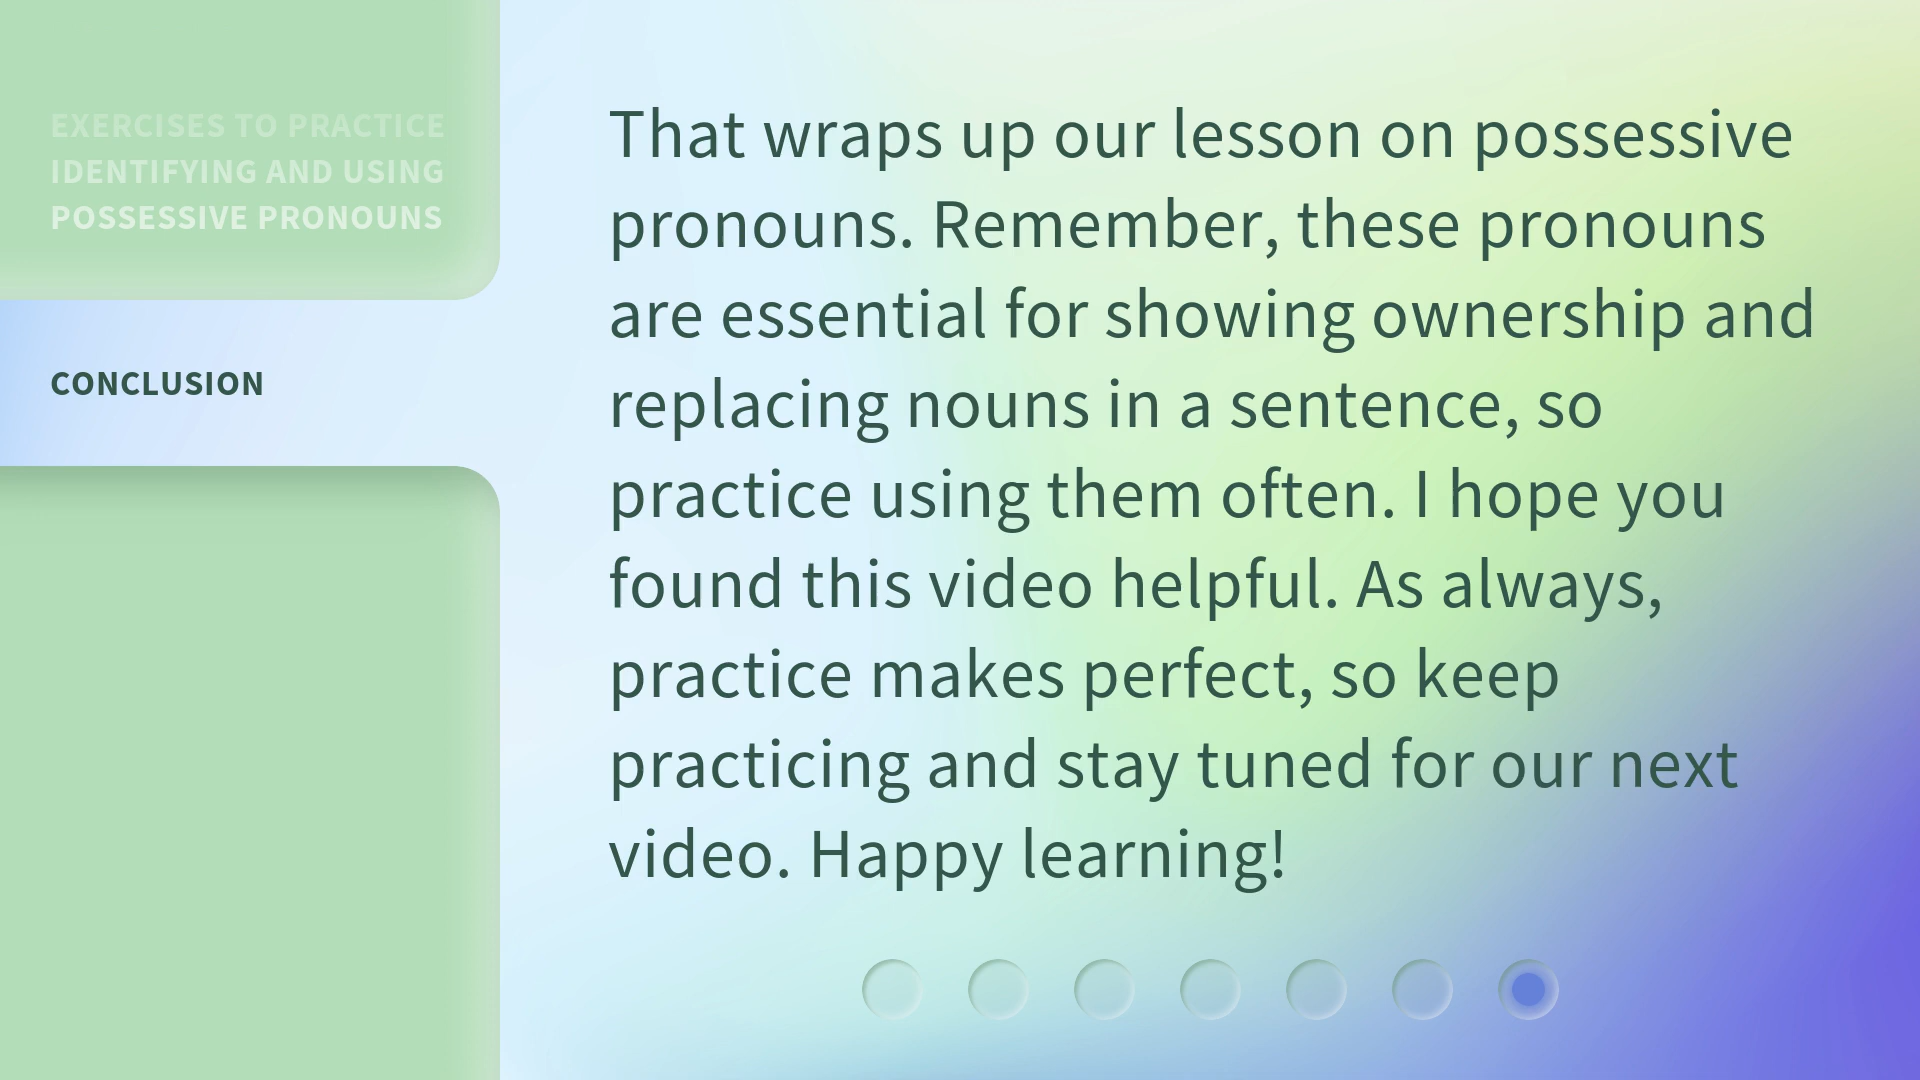 EXERCISES TO PRACTICE
IDENTIFYING AND USING
POSSESSIVE PRONOUNS
CONCLUSION
That wraps up our lesson on possessive
pronouns. Remember, these pronouns
are essential for showing ownership and
replacing nouns in a sentence, so
practice using them often. I hope you
found this video helpful. As always,
practice makes perfect, so keep
practicing and stay tuned for our next
video. Happy learning!